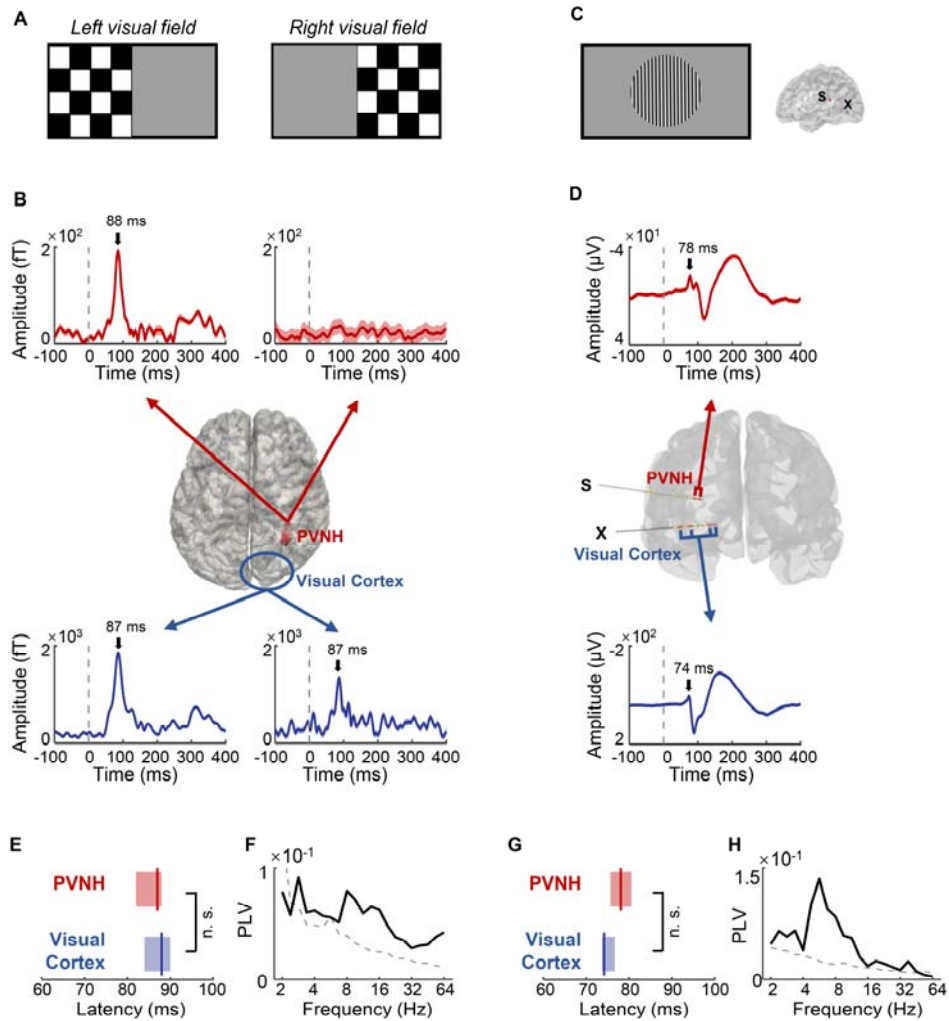 A
Left visual field
Right visual field
C
S
X
B
88 ms
×10²
2
Amplitude (fT)
0
-100 0 100 200 300 400
Time (ms)
×10²
2
0
-100 0 100 200 300 400
Time (ms)
D
×10¹
-4
78 ms
Amplitude (µV)
4
-100 0 100 200 300 400
Time (ms)
PVNH
Visual Cortex
S
PVNH
X
Visual Cortex
×10³
2
87 ms
Amplitude (fT)
0
-100 0 100 200 300 400
Time (ms)
×10³
2
87 ms
0
-100 0 100 200 300 400
Time (ms)
×10²
-2
74 ms
Amplitude (µV)
2
-100 0 100 200 300 400
Time (ms)
E
PVNH
Visual
Cortex
n. s.
60 70 80 90 100
Latency (ms)
F
×10⁻¹
1
PLV
0
2 4 8 16 32 64
Frequency (Hz)
G
PVNH
Visual
Cortex
n. s.
60 70 80 90 100
Latency (ms)
H
×10⁻¹
1.5
PLV
0
2 4 8 16 32 64
Frequency (Hz)